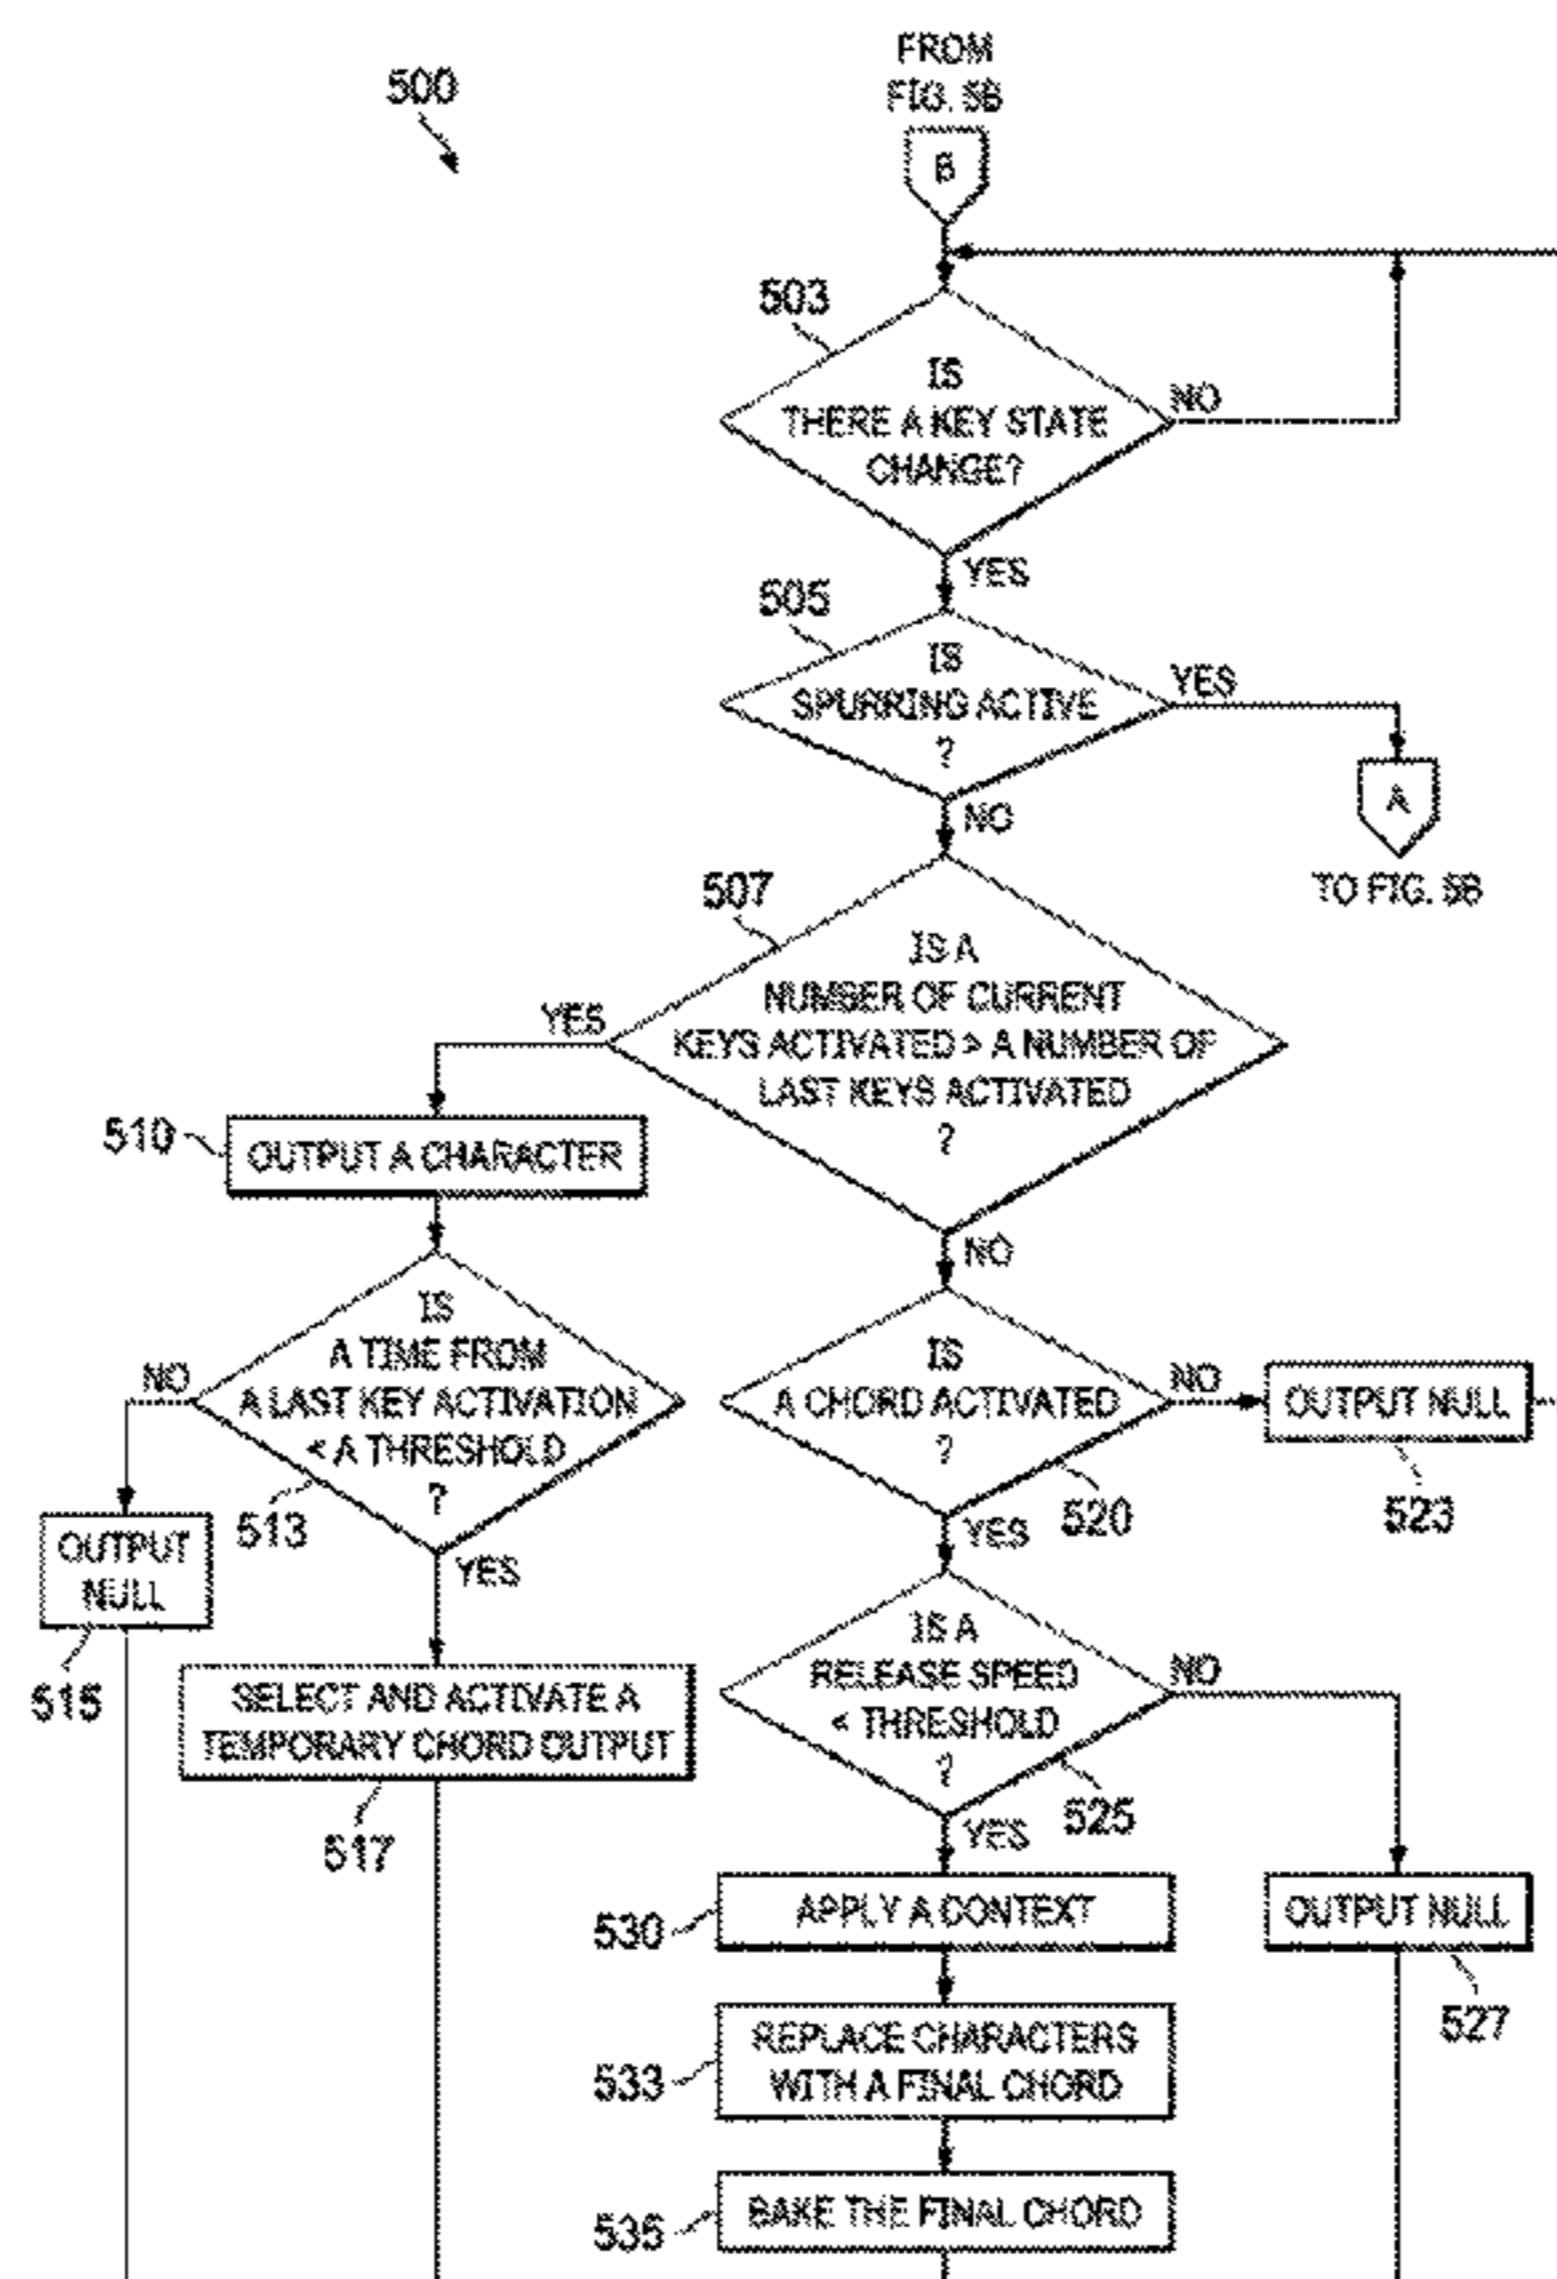 500
FROM
FIG. 5B
B
503
IS
THERE A KEY STATE
CHANGE?
NO
YES
505
IS
SPURRING ACTIVE
?
YES
A
TO FIG. 5B
NO
507
IS A
NUMBER OF CURRENT
KEYS ACTIVATED > A NUMBER OF
LAST KEYS ACTIVATED
?
YES
510
OUTPUT A CHARACTER
NO
IS
A TIME FROM
A LAST KEY ACTIVATION
< A THRESHOLD
?
NO
513
YES
OUTPUT
NULL
515
SELECT AND ACTIVATE A
TEMPORARY CHORD OUTPUT
517
IS
A CHORD ACTIVATED
?
NO
OUTPUT NULL
523
520
YES
IS A
RELEASE SPEED
< THRESHOLD
?
NO
525
YES
530
APPLY A CONTEXT
OUTPUT NULL
527
533
REPLACE CHARACTERS
WITH A FINAL CHORD
535
BAKE THE FINAL CHORD